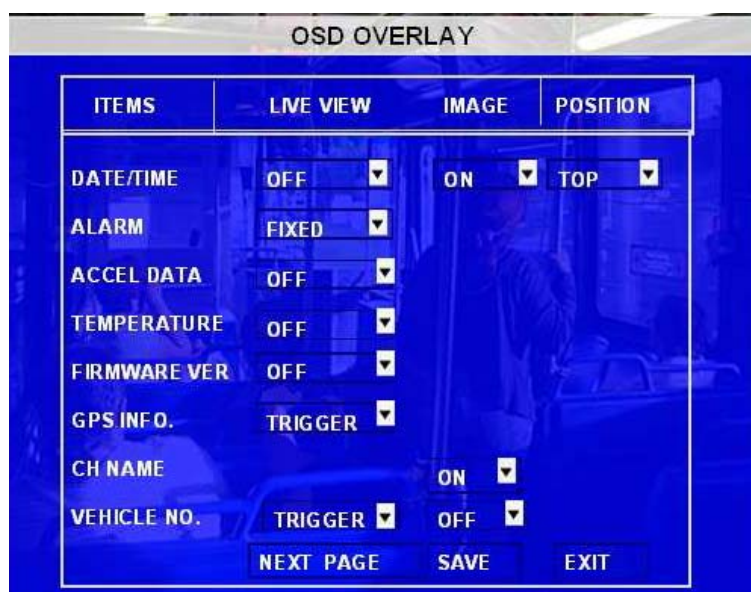 OSD OVERLAY
ITEMS LIVE VIEW IMAGE POSITION
DATE/TIME OFF ON TOP
ALARM FIXED
ACCEL DATA OFF
TEMPERATURE OFF
FIRMWARE VER OFF
GPS INFO. TRIGGER
CH NAME ON
VEHICLE NO. TRIGGER OFF
NEXT PAGE SAVE EXIT